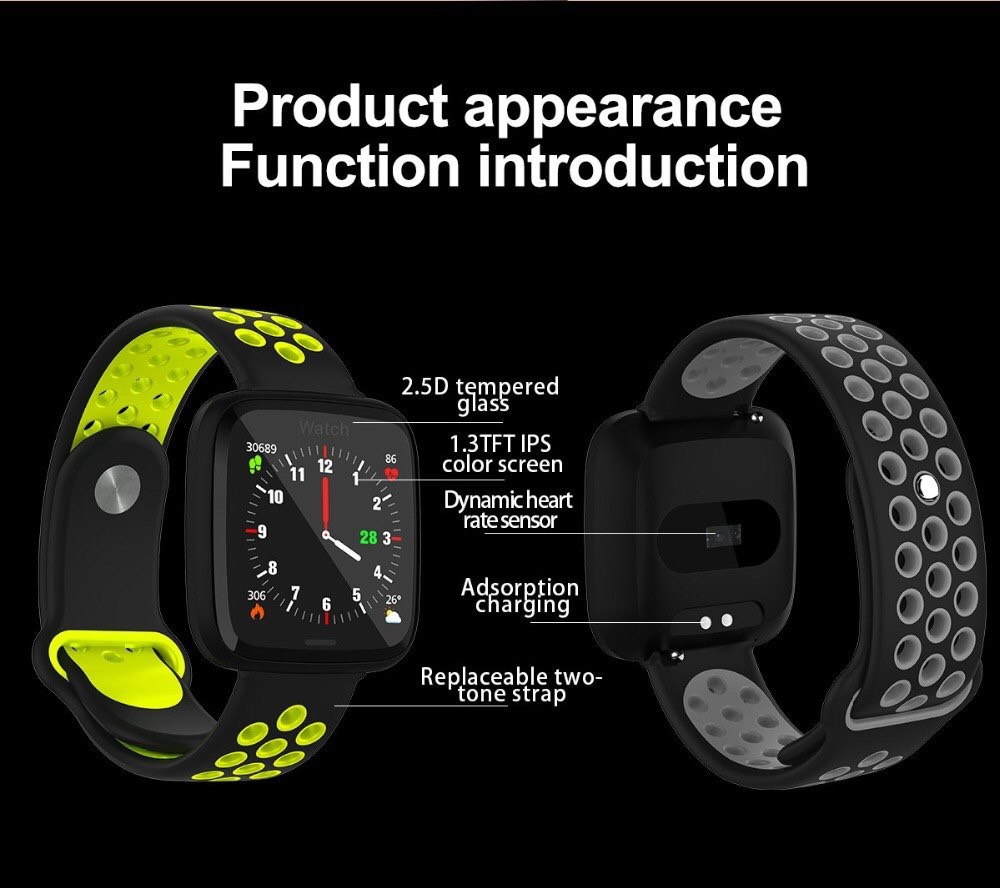 Product appearance
Function introduction
2.5D tempered
glass
1.3TFT IPS
color screen
Dynamic heart
rate sensor
Adsorption
charging
Replaceable two-
tone strap
Watch
30689
86
12
1
2
28 3
4
5
6
7
8
9
10
11
306
26°